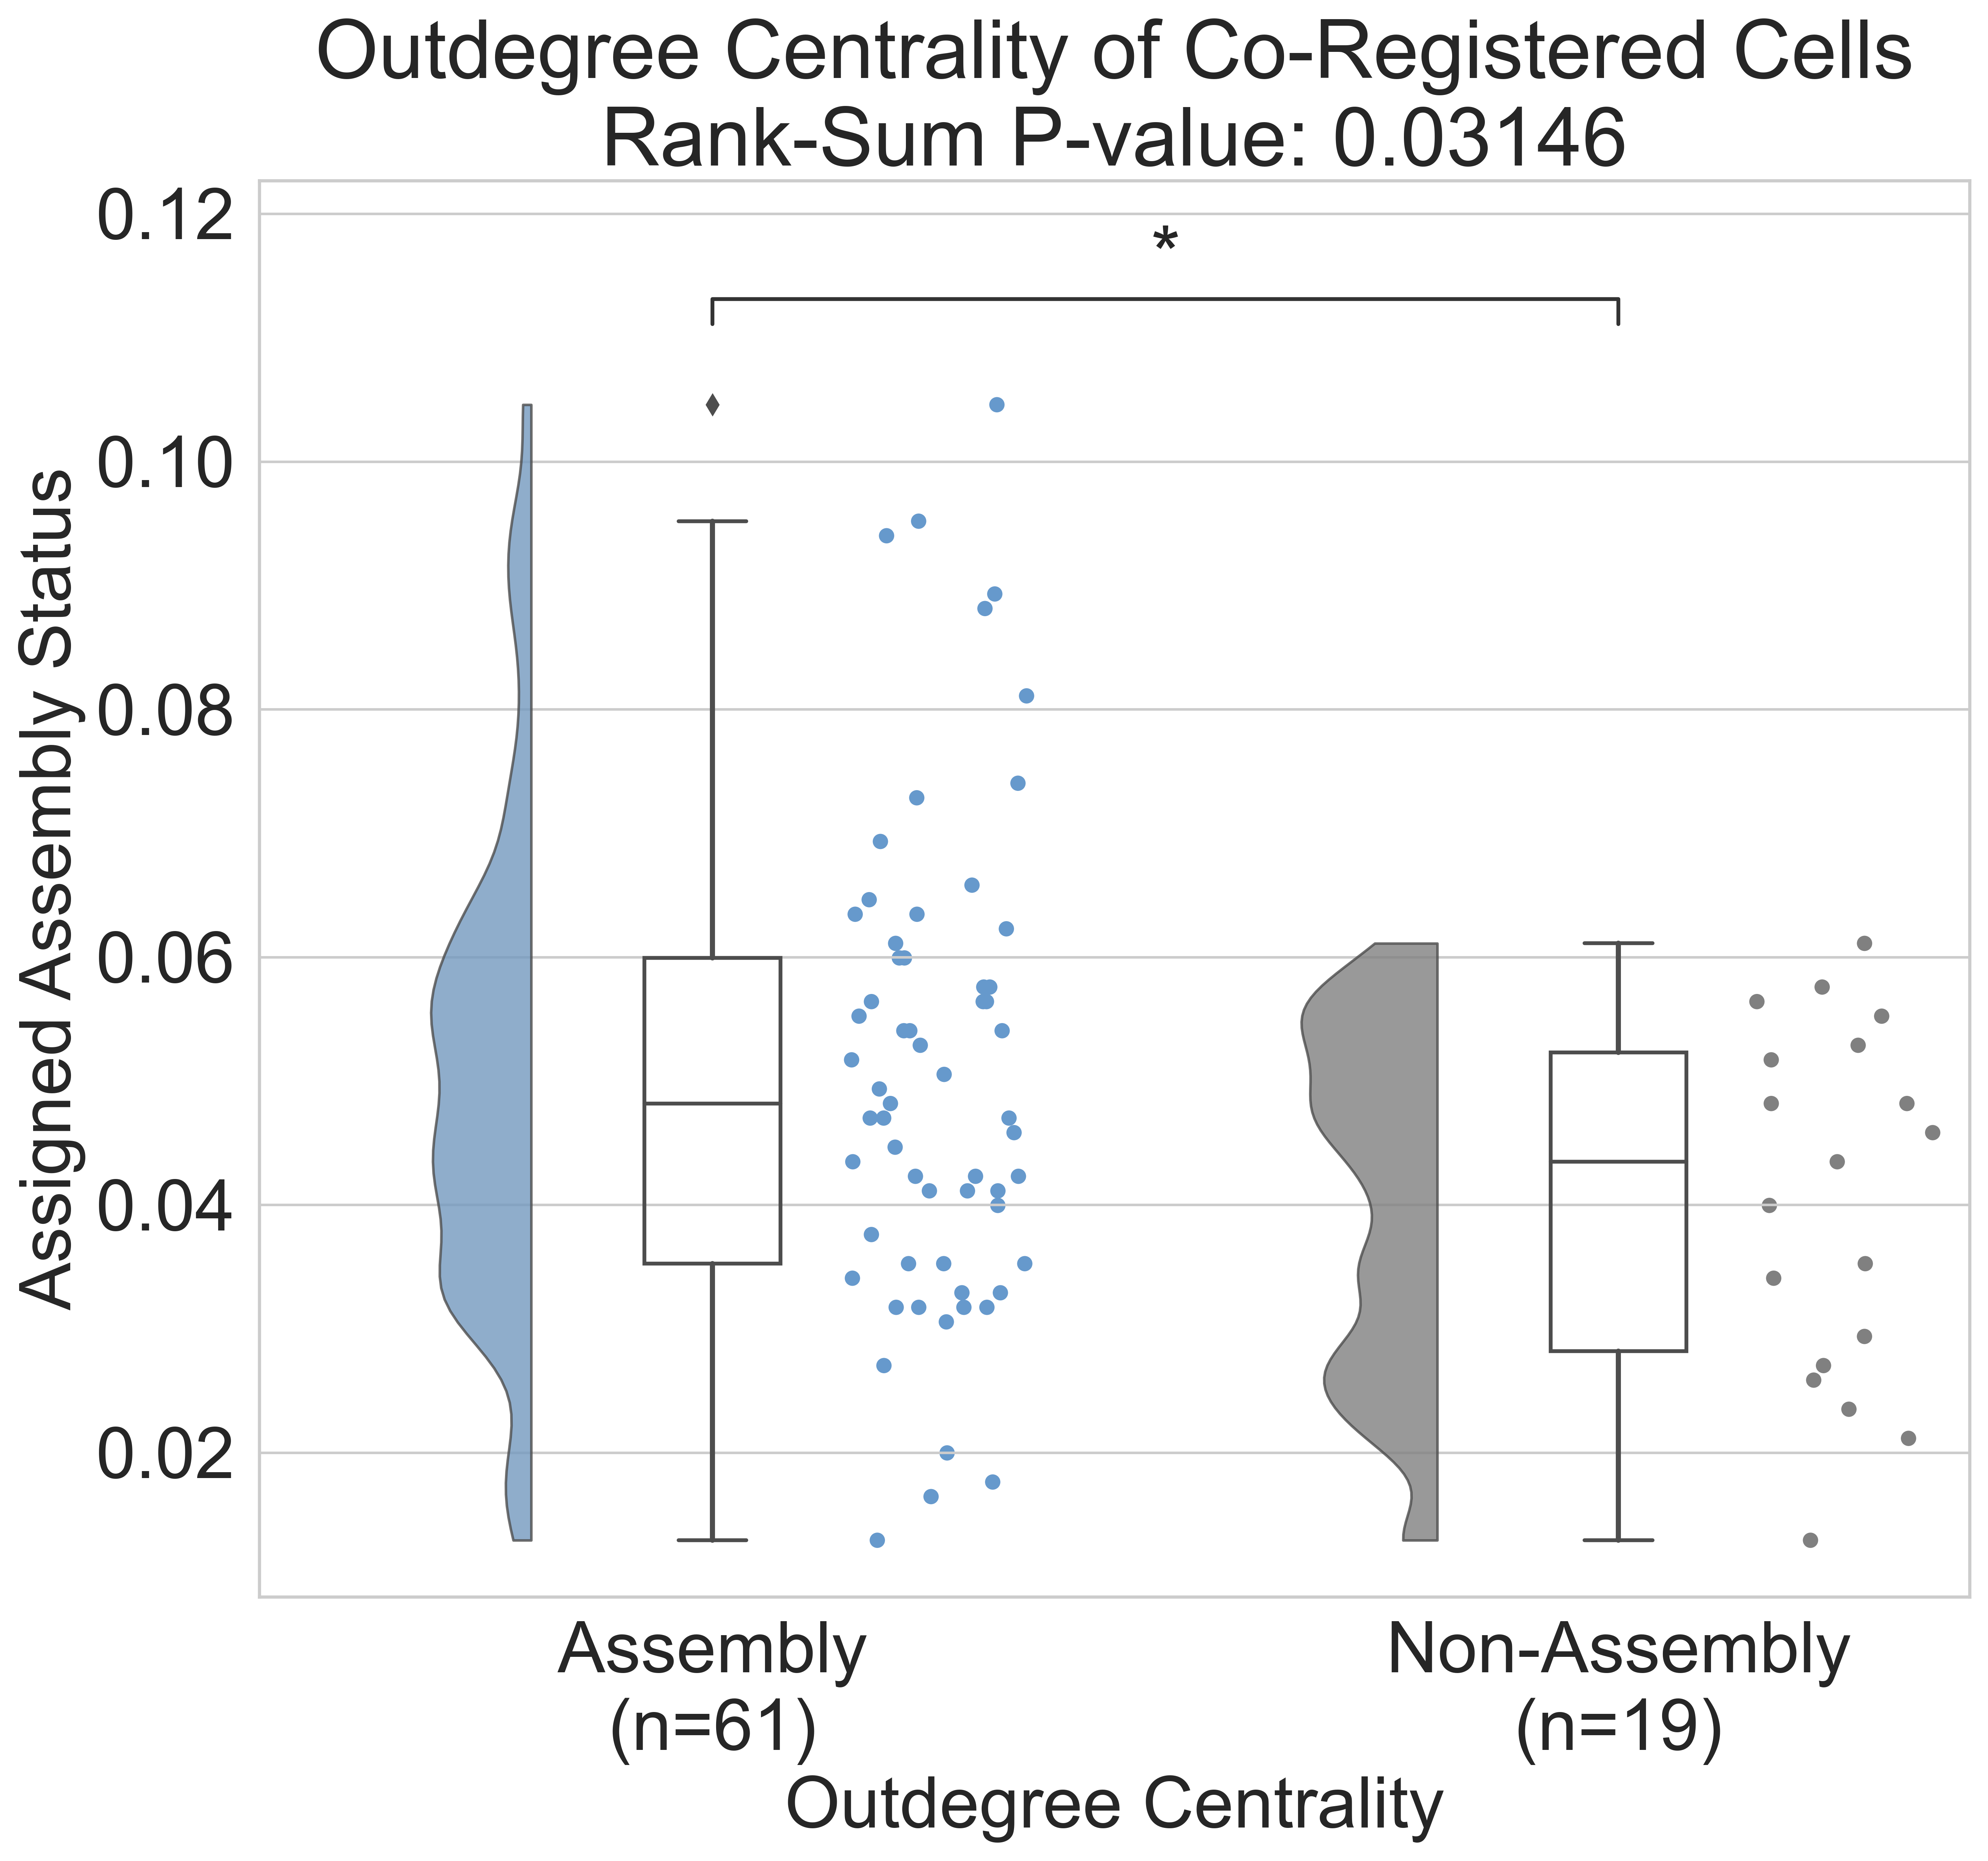 Outdegree Centrality of Co-Registered Cells
Rank-Sum P-value: 0.03146
0.12
*
0.10
0.08
0.06
0.04
0.02
Assigned Assembly Status
Assembly
(n=61)
Non-Assembly
(n=19)
Outdegree Centrality